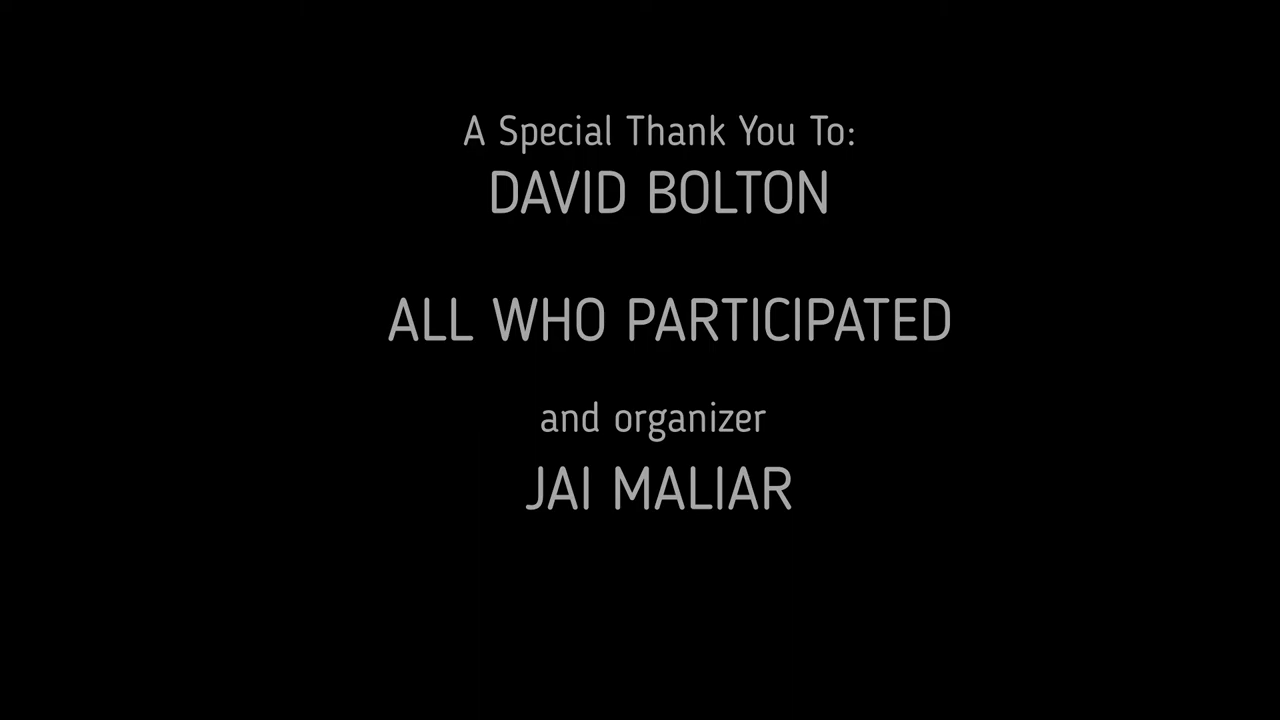 A Special Thank You To:
DAVID BOLTON
ALL WHO PARTICIPATED
and organizer
JAI MALIAR